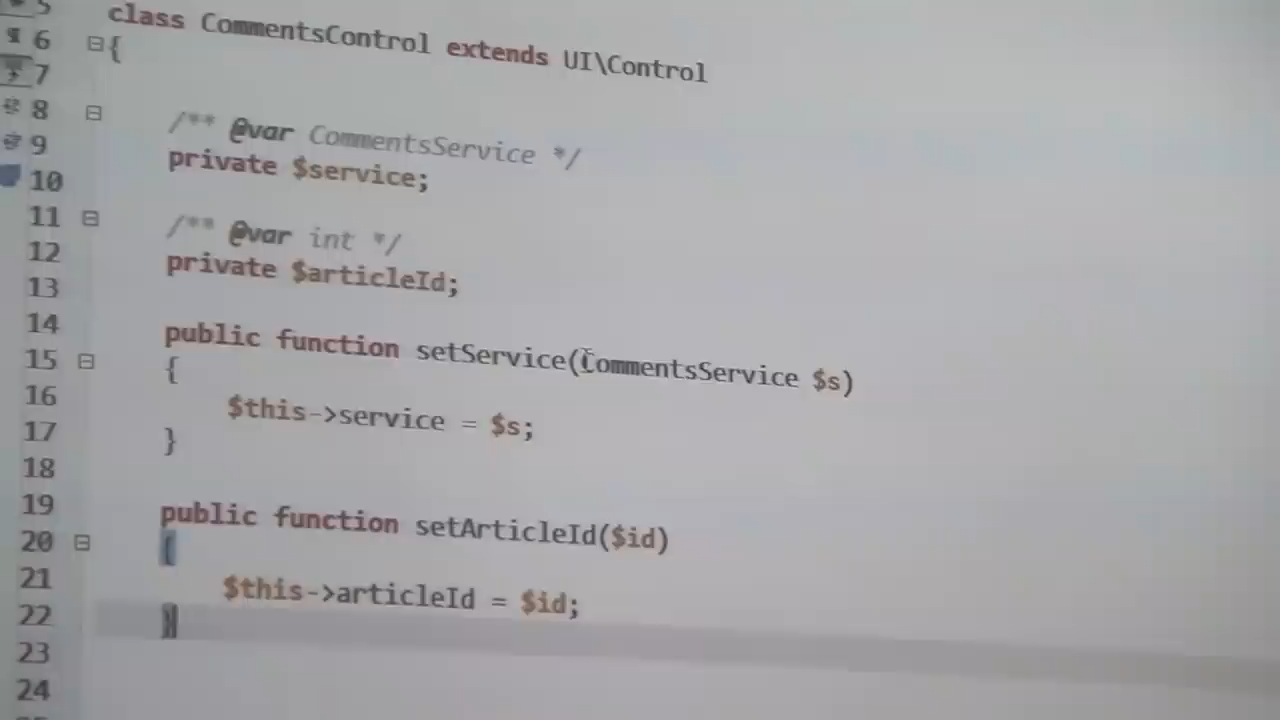 5 class CommentsControl extends UI\Control
6 {
7
8 /** @var CommentsService */
9 private $service;
10
11 /** @var int */
12 private $articleId;
13
14 public function setService(CommentsService $s)
15 {
16 $this->service = $s;
17 }
18
19 public function setArticleId($id)
20 {
21 $this->articleId = $id;
22 }
23
24